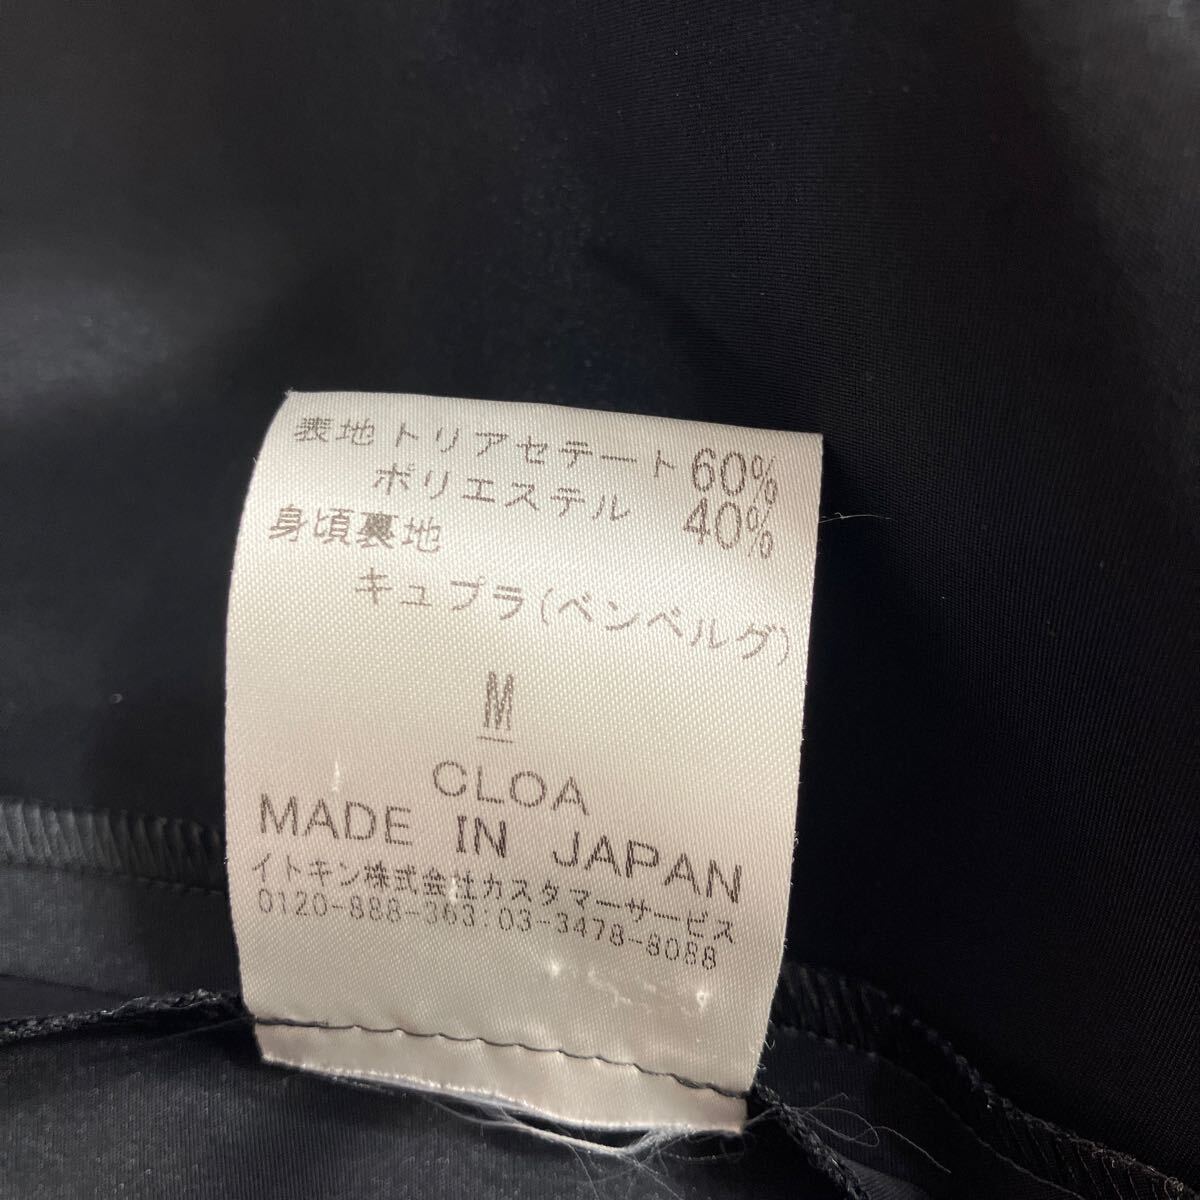 表地トリアセテート60%
ポリエステル 40%
身頃裏地
キュプラ(ベンベルグ)
M
CLOA
MADE IN JAPAN
イトキン株式会社カスタマーサービス
0120-888-363:03-3478-8088